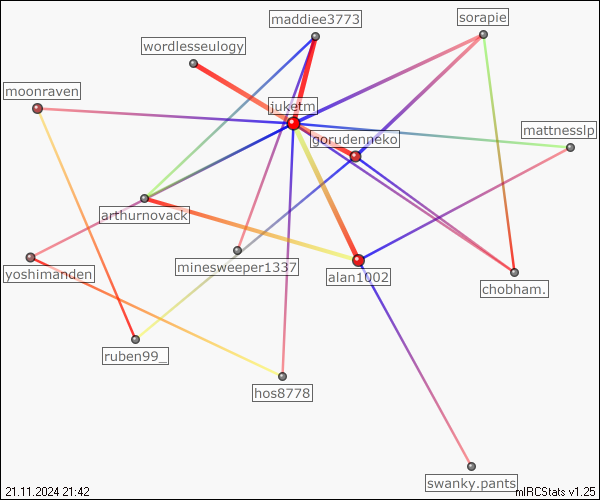 maddiee3773
sorapie
wordlesseulogy
moonraven
juketm
gorudenneko
mattnesslp
arthurnovack
yoshimanden
minesweeper1337
alan1002
chobham.
ruben99_
hos8778
swanky.pants
21.11.2024 21:42
mIRCStats v1.25